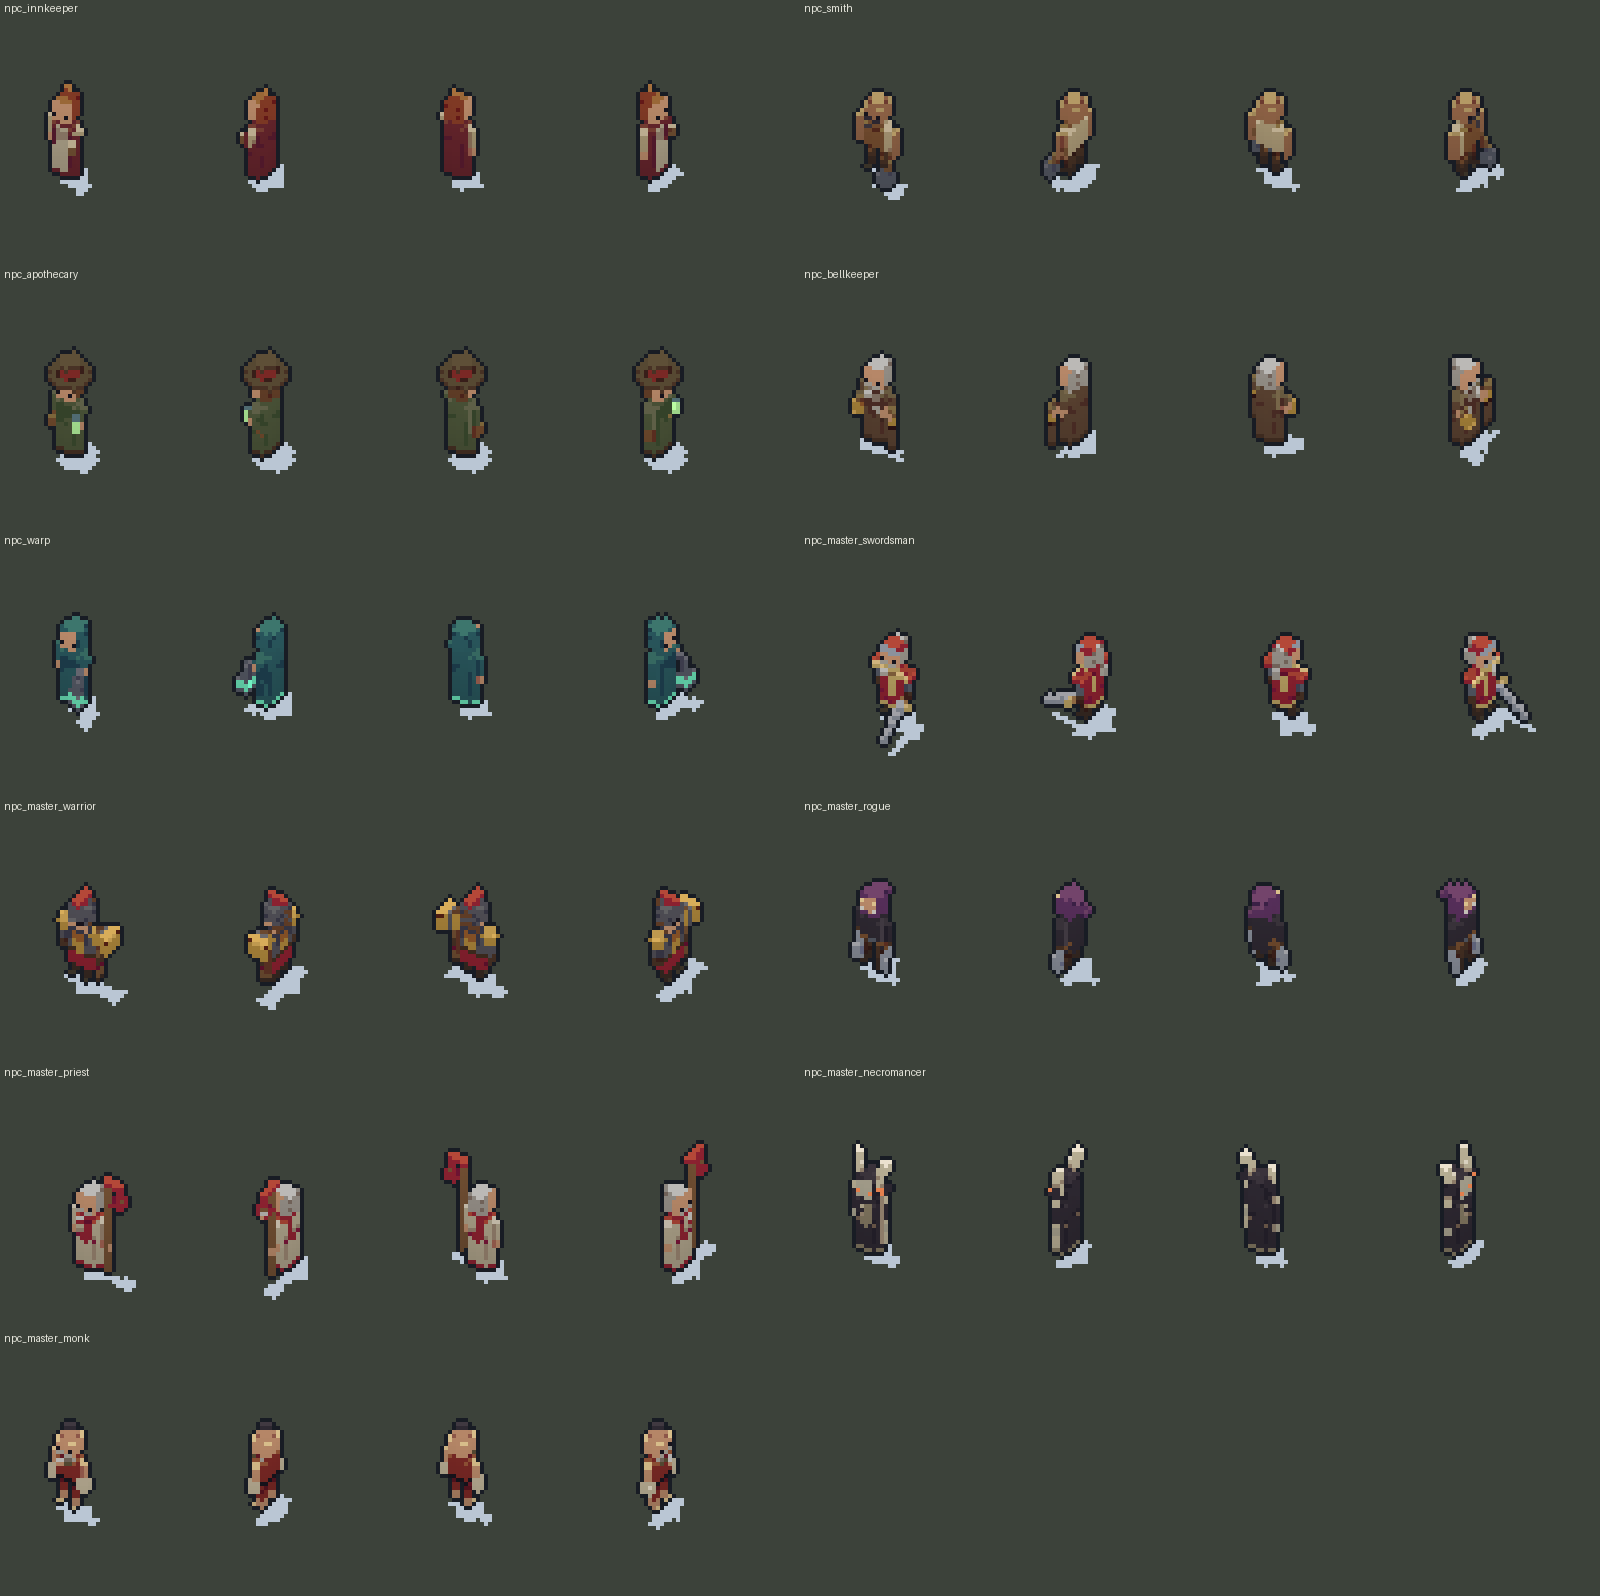 npc_innkeeper
npc_smith
npc_apothecary
npc_bellkeeper
npc_warp
npc_master_swordsman
npc_master_warrior
npc_master_rogue
npc_master_priest
npc_master_necromancer
npc_master_monk